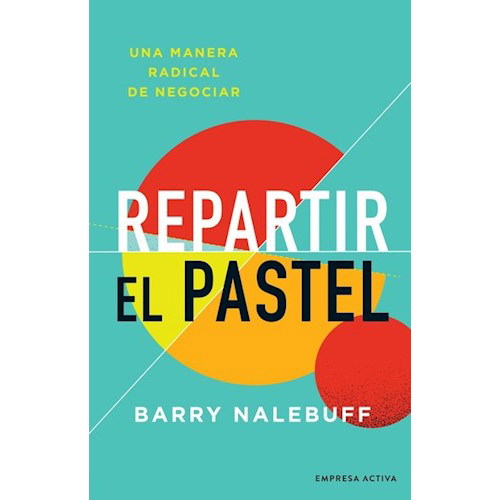 UNA MANERA
RADICAL
DE NEGOCIAR
REPARTIR
EL PASTEL
BARRY NALEBUFF
EMPRESA ACTIVA